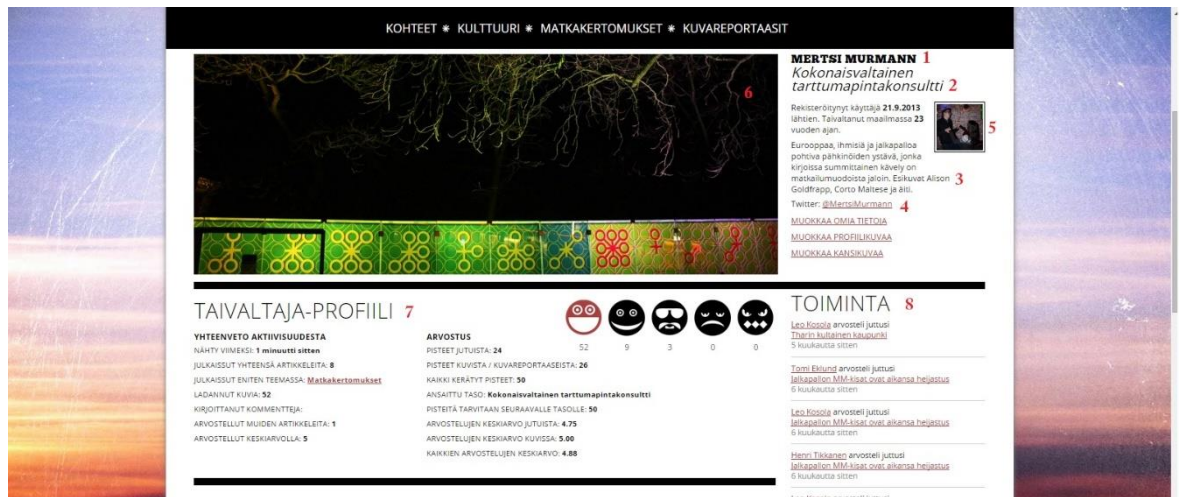 KOHTEET ✷ KULTTUURI ✷ MATKAKERTOMUKSET ✷ KUVAREPORTAASIT
6
MERTSI MURMANN 1
Kokonaisvaltainen
tarttumapintakonsultti 2
Rekisteröitynyt käyttäjä 21.9.2013
lähtien. Taivaltanut maailmassa 23
vuoden ajan.
5
Eurooppaa, ihmisiä ja jalkapalloa
pohtiva pähkinöiden ystävä, jonka
kirjoissa summittainen kävely on
matkailumuodoista jaloin. Esikuvat Alison 3
Goldfrapp, Corto Maltese ja äiti.
Twitter: @MertsiMurmann 4
MUOKKAA OMIA TIETOJA
MUOKKAA PROFIILIKUVAA
MUOKKAA KANSIKUVAA
TAIVALTAJA-PROFIILI 7
YHTEENVETO AKTIIVISUUDESTA
NÄHTY VIIMEKSI: 1 minuutti sitten
JULKAISSUT YHTEENSÄ ARTIKKELEITA: 8
JULKAISSUT ENITEN TEEMASSA: Matkakertomukset
LADANNUT KUVIA: 52
KIRJOITTANUT KOMMENTTEJA:
ARVOSTELLUT MUIDEN ARTIKKELEITA: 1
ARVOSTELLUT KESKIARVOLLA: 5
52 9 3 0 0
ARVOSTUS
PISTEET JUTUISTA: 24
PISTEET KUVISTA / KUVAREPORTAASEISTA: 26
KAIKKI KERÄTYT PISTEET: 50
ANSAITTU TASO: Kokonaisvaltainen tarttumapintakonsultti
PISTEITÄ TARVITAAN SEURAAVALLE TASOLLE: 50
ARVOSTELUJEN KESKIARVO JUTUISTA: 4.75
ARVOSTELUJEN KESKIARVO KUVISSA: 5.00
KAIKKIEN ARVOSTELUJEN KESKIARVO: 4.88
TOIMINTA 8
Leo Kosola arvosteli juttusi
Tharin kultainen kaupunki
5 kuukautta sitten
Tomi Eklund arvosteli juttusi
Jalkapallon MM-kisat ovat aikansa heijastus
6 kuukautta sitten
Leo Kosola arvosteli juttusi
Jalkapallon MM-kisat ovat aikansa heijastus
6 kuukautta sitten
Henri Tikkanen arvosteli juttusi
Jalkapallon MM-kisat ovat aikansa heijastus
6 kuukautta sitten